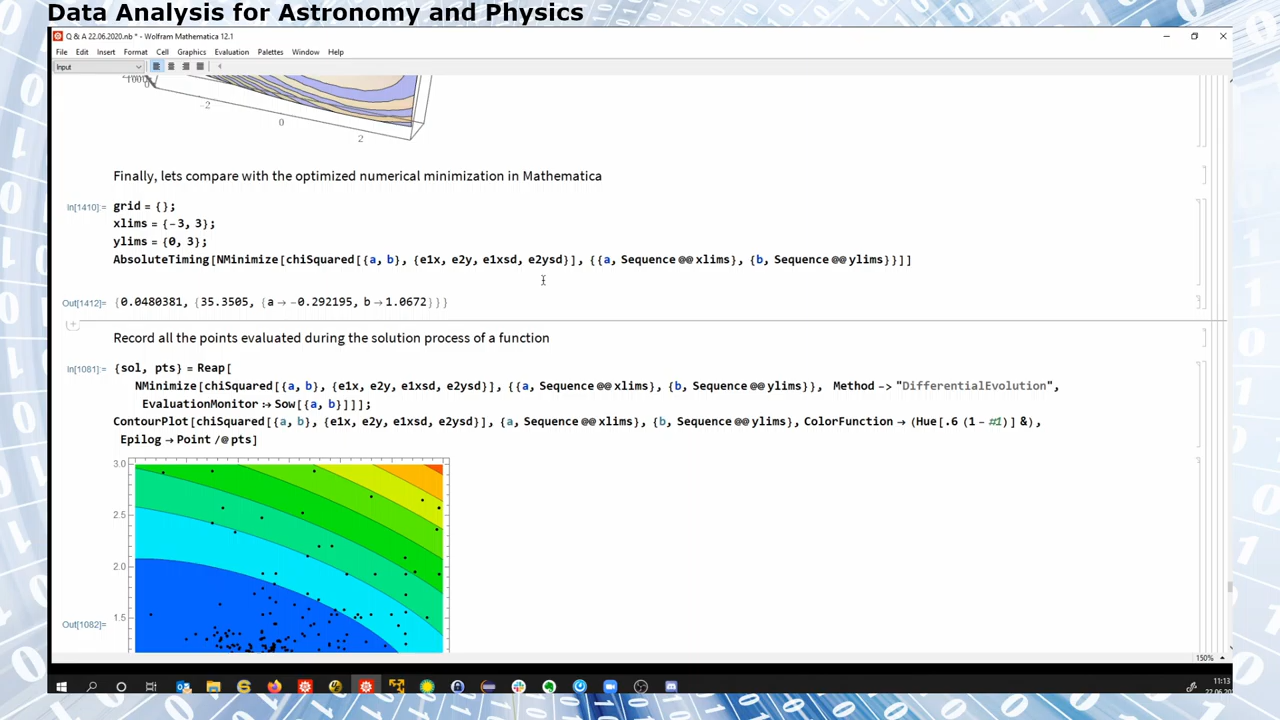 Data Analysis for Astronomy and Physics
Q & A 22.06.2020.nb * - Wolfram Mathematica 12.1
File Edit Insert Format Cell Graphics Evaluation Palettes Window Help
Input
-2
0
2
Finally, lets compare with the optimized numerical minimization in Mathematica
In[1410]:= grid = {};
xlims = {-3, 3};
ylims = {0, 3};
AbsoluteTiming[NMinimize[chiSquared[{a, b}, {e1x, e2y, e1xsd, e2ysd}], {{a, Sequence @@ xlims}, {b, Sequence @@ ylims}}]]
Out[1412]= {0.0480381, {35.3505, {a → -0.292195, b → 1.0672}}}
Record all the points evaluated during the solution process of a function
In[1081]:= {sol, pts} = Reap[
NMinimize[chiSquared[{a, b}, {e1x, e2y, e1xsd, e2ysd}], {{a, Sequence @@ xlims}, {b, Sequence @@ ylims}}, Method -> "DifferentialEvolution",
EvaluationMonitor :> Sow[{a, b}]]];
ContourPlot[chiSquared[{a, b}, {e1x, e2y, e1xsd, e2ysd}], {a, Sequence @@ xlims}, {b, Sequence @@ ylims}, ColorFunction → (Hue[.6 (1 - #1)] &),
Epilog → Point /@ pts]
3.0
2.5
2.0
1.5
Out[1082]=
150%
11:13